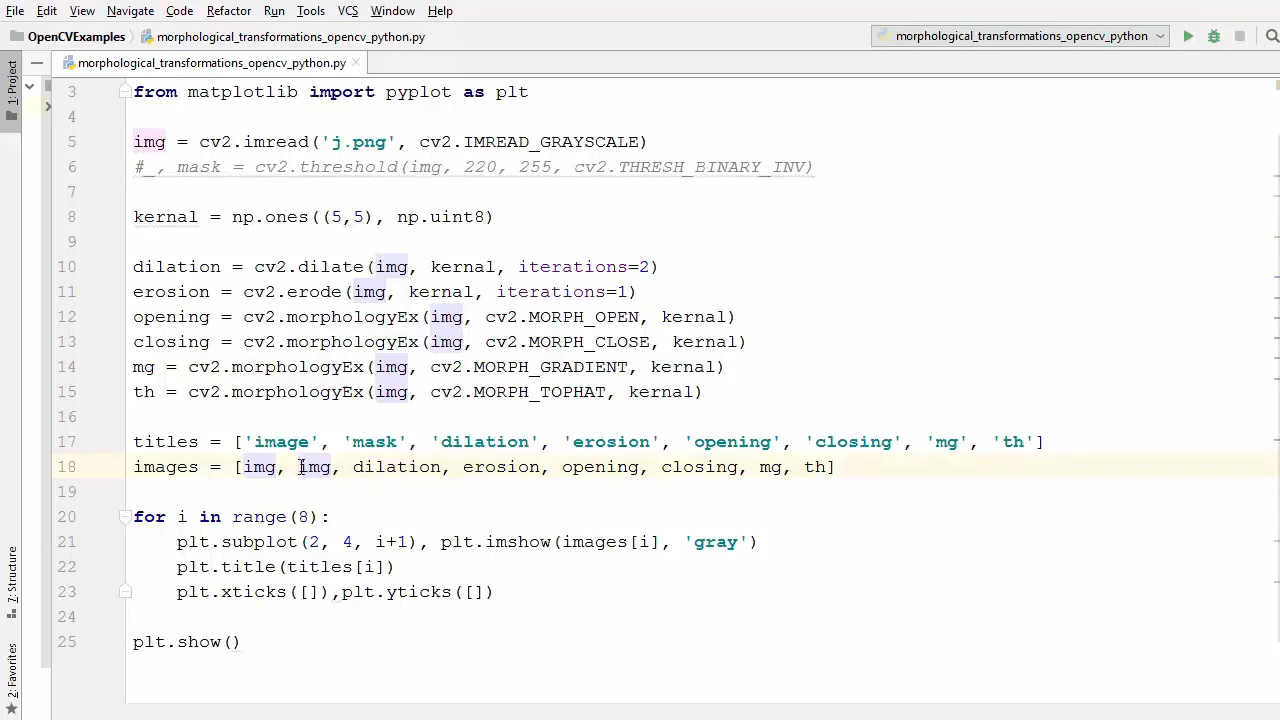 File Edit View Navigate Code Refactor Run Tools VCS Window Help
OpenCVExamples morphological_transformations_opencv_python.py morphological_transformations_opencv_python
1: Project
morphological_transformations_opencv_python.py
3 from matplotlib import pyplot as plt
4
5 img = cv2.imread('j.png', cv2.IMREAD_GRAYSCALE)
6 #_, mask = cv2.threshold(img, 220, 255, cv2.THRESH_BINARY_INV)
7
8 kernal = np.ones((5,5), np.uint8)
9
10 dilation = cv2.dilate(img, kernal, iterations=2)
11 erosion = cv2.erode(img, kernal, iterations=1)
12 opening = cv2.morphologyEx(img, cv2.MORPH_OPEN, kernal)
13 closing = cv2.morphologyEx(img, cv2.MORPH_CLOSE, kernal)
14 mg = cv2.morphologyEx(img, cv2.MORPH_GRADIENT, kernal)
15 th = cv2.morphologyEx(img, cv2.MORPH_TOPHAT, kernal)
16
17 titles = ['image', 'mask', 'dilation', 'erosion', 'opening', 'closing', 'mg', 'th']
18 images = [img, img, dilation, erosion, opening, closing, mg, th]
19
20 for i in range(8):
21 plt.subplot(2, 4, i+1), plt.imshow(images[i], 'gray')
22 plt.title(titles[i])
23 plt.xticks([]),plt.yticks([])
24
25 plt.show()
7: Structure
2: Favorites